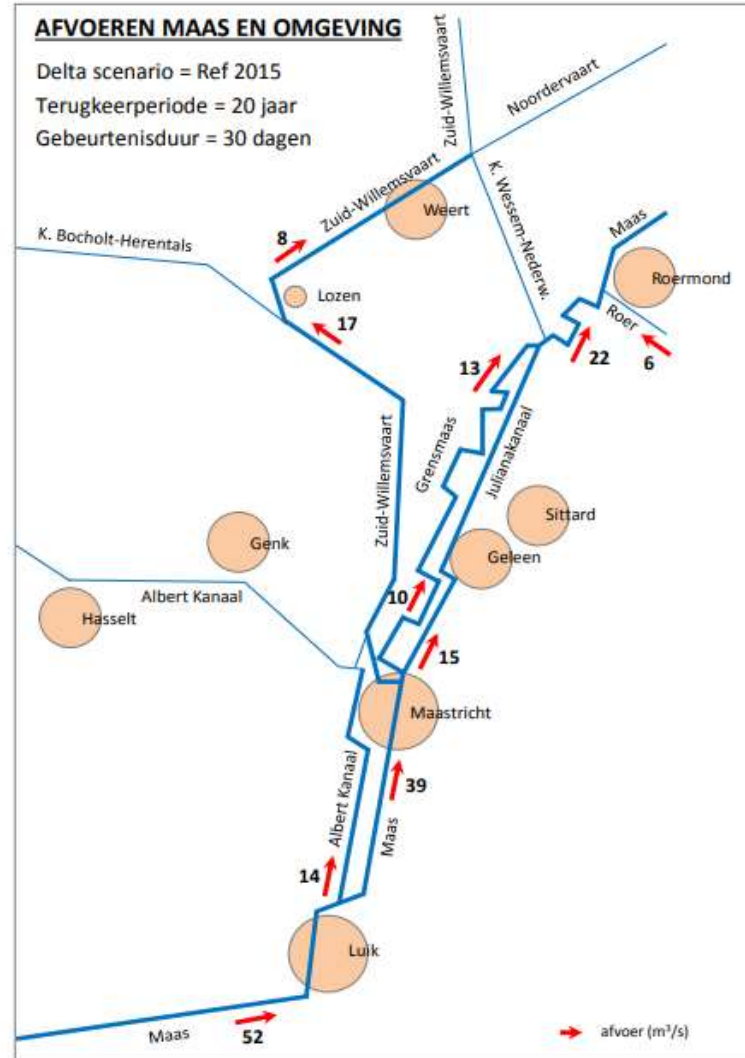 AFVOEREN MAAS EN OMGEVING
Delta scenario = Ref 2015
Terugkeerperiode = 20 jaar
Gebeurtenisduur = 30 dagen
Zuid-Willemsvaart
Noordervaart
Zuid-Willemsvaart
K. Wessem-Nederw.
Weert
K. Bocholt-Herentals
8
Maas
Roermond
Lozen
17
Roer
13
22
6
Grensmaas
Julianakanaal
Zuid-Willemsvaart
Sittard
Genk
Geleen
Albert Kanaal
10
Hasselt
15
Maastricht
Albert Kanaal
39
Maas
14
Luik
Maas
52
afvoer (m³/s)